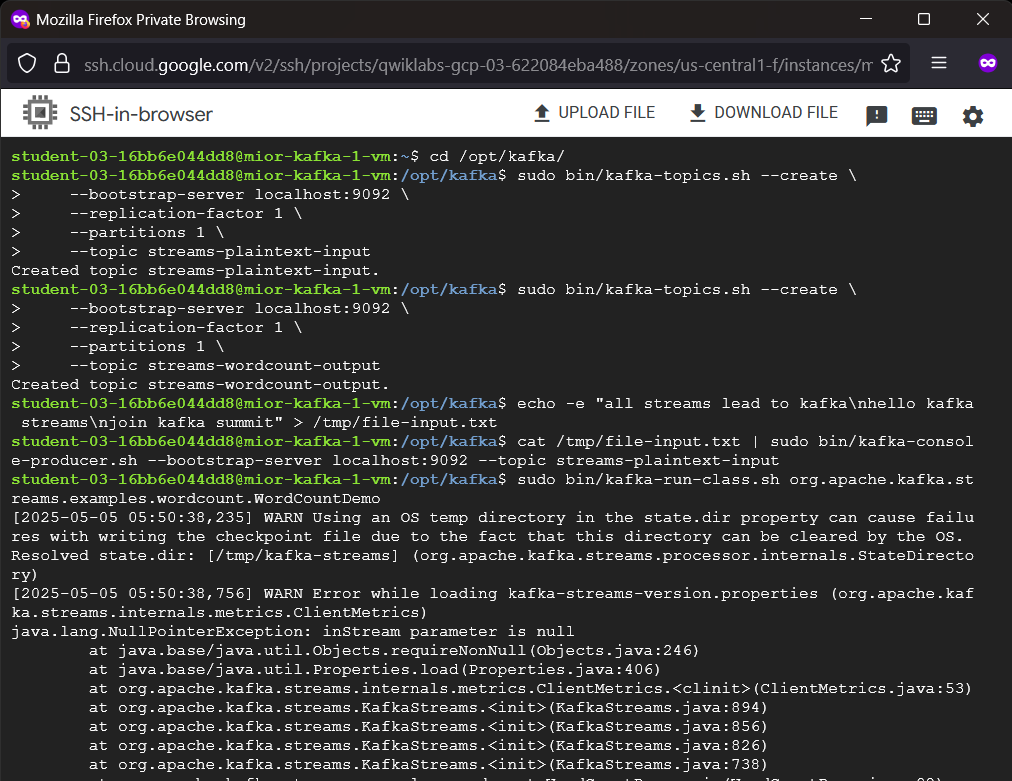 Mozilla Firefox Private Browsing
ssh.cloud.google.com/v2/ssh/projects/qwiklabs-gcp-03-622084eba488/zones/us-central1-f/instances/m
SSH-in-browser
UPLOAD FILE
DOWNLOAD FILE
student-03-16bb6e044dd8@mior-kafka-1-vm:~$ cd /opt/kafka/
student-03-16bb6e044dd8@mior-kafka-1-vm:/opt/kafka$ sudo bin/kafka-topics.sh --create \
>     --bootstrap-server localhost:9092 \
>     --replication-factor 1 \
>     --partitions 1 \
>     --topic streams-plaintext-input
Created topic streams-plaintext-input.
student-03-16bb6e044dd8@mior-kafka-1-vm:/opt/kafka$ sudo bin/kafka-topics.sh --create \
>     --bootstrap-server localhost:9092 \
>     --replication-factor 1 \
>     --partitions 1 \
>     --topic streams-wordcount-output
Created topic streams-wordcount-output.
student-03-16bb6e044dd8@mior-kafka-1-vm:/opt/kafka$ echo -e "all streams lead to kafka\nhello kafka
 streams\njoin kafka summit" > /tmp/file-input.txt
student-03-16bb6e044dd8@mior-kafka-1-vm:/opt/kafka$ cat /tmp/file-input.txt | sudo bin/kafka-consol
e-producer.sh --bootstrap-server localhost:9092 --topic streams-plaintext-input
student-03-16bb6e044dd8@mior-kafka-1-vm:/opt/kafka$ sudo bin/kafka-run-class.sh org.apache.kafka.st
reams.examples.wordcount.WordCountDemo
[2025-05-05 05:50:38,235] WARN Using an OS temp directory in the state.dir property can cause failu
res with writing the checkpoint file due to the fact that this directory can be cleared by the OS.
Resolved state.dir: [/tmp/kafka-streams] (org.apache.kafka.streams.processor.internals.StateDirecto
ry)
[2025-05-05 05:50:38,756] WARN Error while loading kafka-streams-version.properties (org.apache.kaf
ka.streams.internals.metrics.ClientMetrics)
java.lang.NullPointerException: inStream parameter is null
        at java.base/java.util.Objects.requireNonNull(Objects.java:246)
        at java.base/java.util.Properties.load(Properties.java:406)
        at org.apache.kafka.streams.internals.metrics.ClientMetrics.<clinit>(ClientMetrics.java:53)
        at org.apache.kafka.streams.KafkaStreams.<init>(KafkaStreams.java:894)
        at org.apache.kafka.streams.KafkaStreams.<init>(KafkaStreams.java:856)
        at org.apache.kafka.streams.KafkaStreams.<init>(KafkaStreams.java:826)
        at org.apache.kafka.streams.KafkaStreams.<init>(KafkaStreams.java:738)